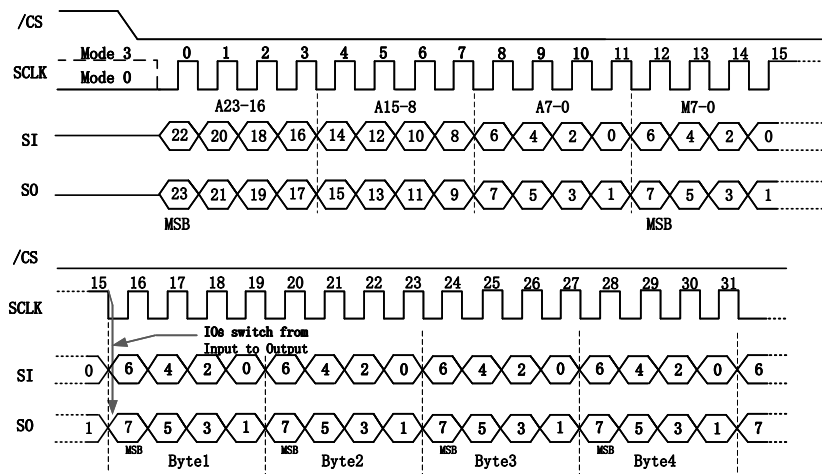 /CS
Mode 3 0 1 2 3 4 5 6 7 8 9 10 11 12 13 14 15
SCLK
Mode 0
A23-16 A15-8 A7-0 M7-0
SI 22 20 18 16 14 12 10 8 6 4 2 0 6 4 2 0
SO 23 21 19 17 15 13 11 9 7 5 3 1 7 5 3 1
MSB MSB
/CS
15 16 17 18 19 20 21 22 23 24 25 26 27 28 29 30 31
SCLK
IOs switch from
Input to Output
SI 0 6 4 2 0 6 4 2 0 6 4 2 0 6 4 2 0 6
SO 1 7 5 3 1 7 5 3 1 7 5 3 1 7 5 3 1 7
MSB MSB MSB MSB
Byte1 Byte2 Byte3 Byte4